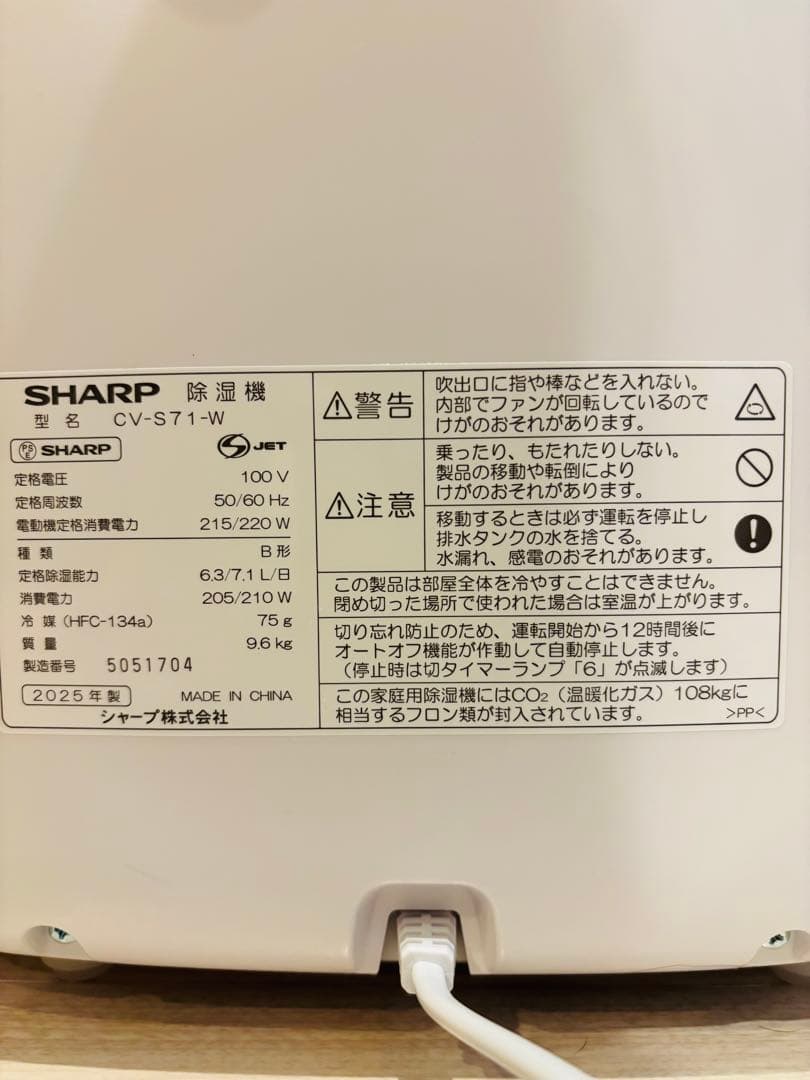 SHARP 除湿機
型名 CV-S71-W
PS E SHARP
S JET
定格電圧 100 V
定格周波数 50/60 Hz
電動機定格消費電力 215/220 W
種類 B形
定格除湿能力 6.3/7.1 L/日
消費電力 205/210 W
冷媒(HFC-134a) 75 g
質量 9.6 kg
製造番号 5051704
2025年製 MADE IN CHINA
シャープ株式会社
⚠警告
吹出口に指や棒などを入れない。
内部でファンが回転しているので
けがのおそれがあります。
⚠注意
乗ったり、もたれたりしない。
製品の移動や転倒により
けがのおそれがあります。
移動するときは必ず運転を停止し
排水タンクの水を捨てる。
水漏れ、感電のおそれがあります。
この製品は部屋全体を冷やすことはできません。
閉め切った場所で使われた場合は室温が上がります。
切り忘れ防止のため、運転開始から12時間後に
オートオフ機能が作動して自動停止します。
(停止時は切タイマーランプ「6」が点滅します)
この家庭用除湿機にはCO₂(温暖化ガス)108kgに
相当するフロン類が封入されています。 >PP<